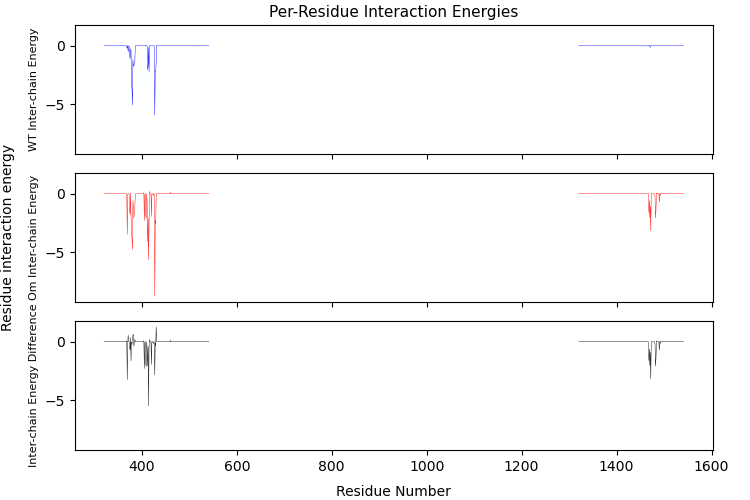 Per-Residue Interaction Energies
Residue interaction energy
WT Inter-chain Energy
0
−5
Om Inter-chain Energy
0
−5
Inter-chain Energy Difference
0
−5
400
600
800
1000
1200
1400
1600
Residue Number